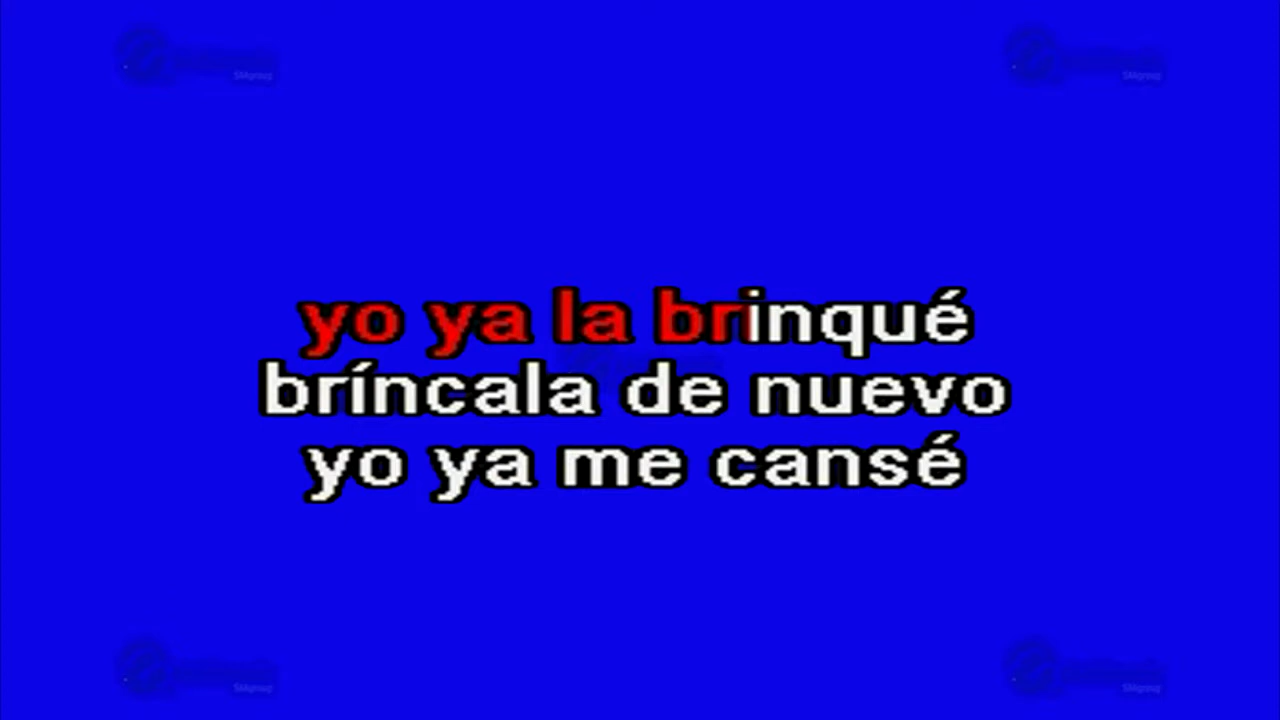 yo ya la brinqué
bríncala de nuevo
yo ya me cansé